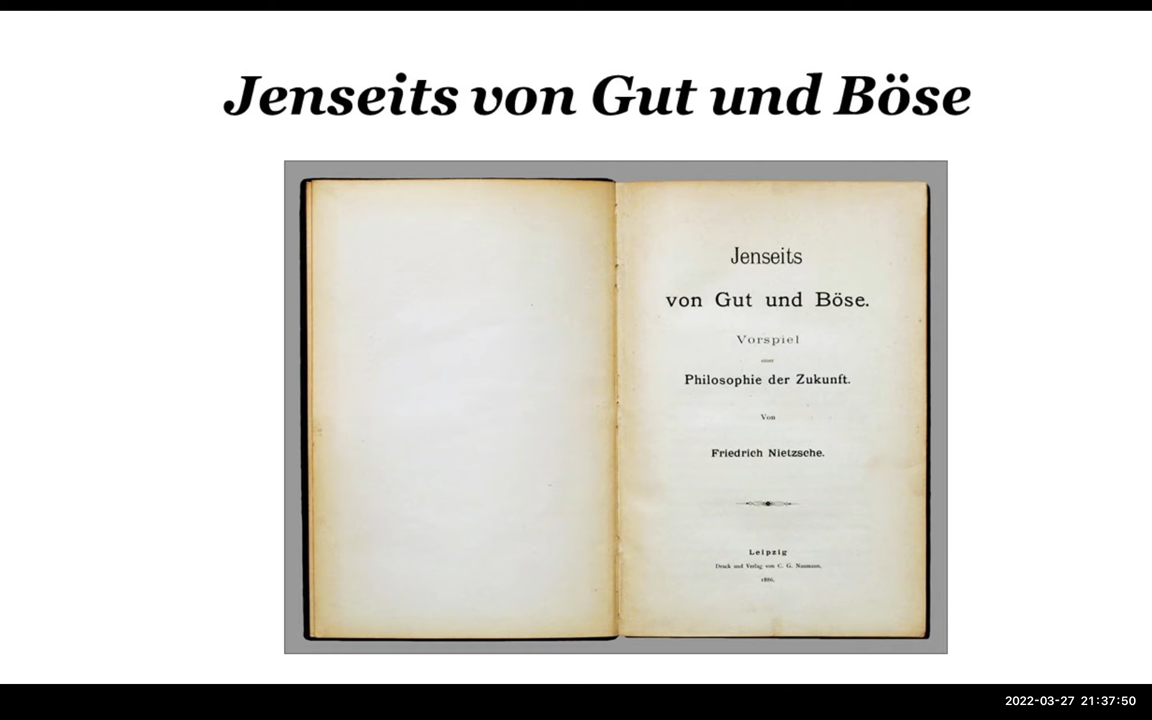 Jenseits von Gut und Böse
Jenseits
von Gut und Böse.
Vorspiel
einer
Philosophie der Zukunft.
Von
Friedrich Nietzsche.
Leipzig
Druck und Verlag von C. G. Naumann.
1886.
2022-03-27 21:37:50